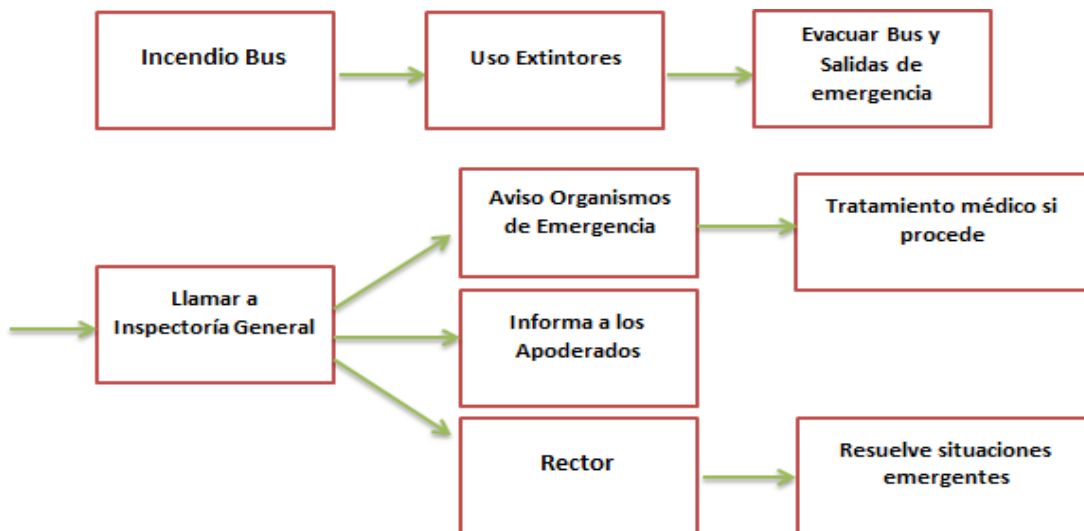 Incendio Bus
Uso Extintores
Evacuar Bus y
Salidas de
emergencia
Aviso Organismos
de Emergencia
Tratamiento médico si
procede
Llamar a
Inspectoría General
Informa a los
Apoderados
Rector
Resuelve situaciones
emergentes